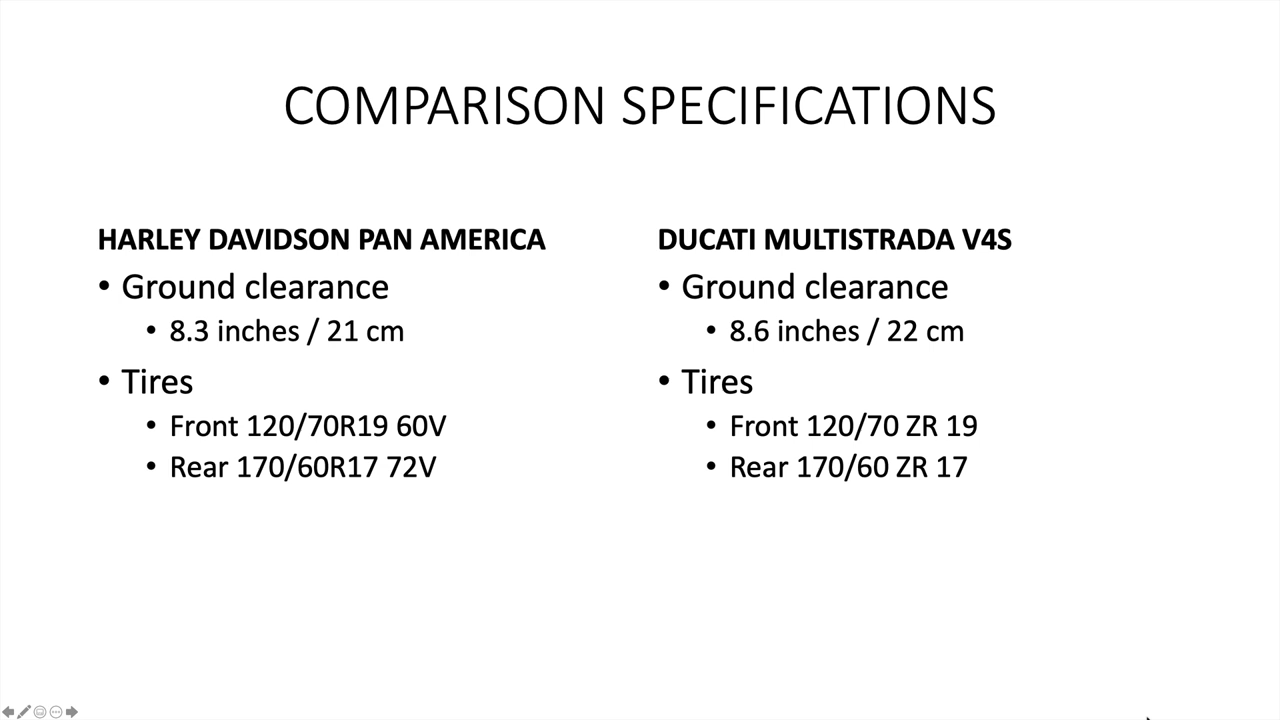 COMPARISON SPECIFICATIONS
HARLEY DAVIDSON PAN AMERICA
• Ground clearance
• 8.3 inches / 21 cm
• Tires
• Front 120/70R19 60V
• Rear 170/60R17 72V
DUCATI MULTISTRADA V4S
• Ground clearance
• 8.6 inches / 22 cm
• Tires
• Front 120/70 ZR 19
• Rear 170/60 ZR 17